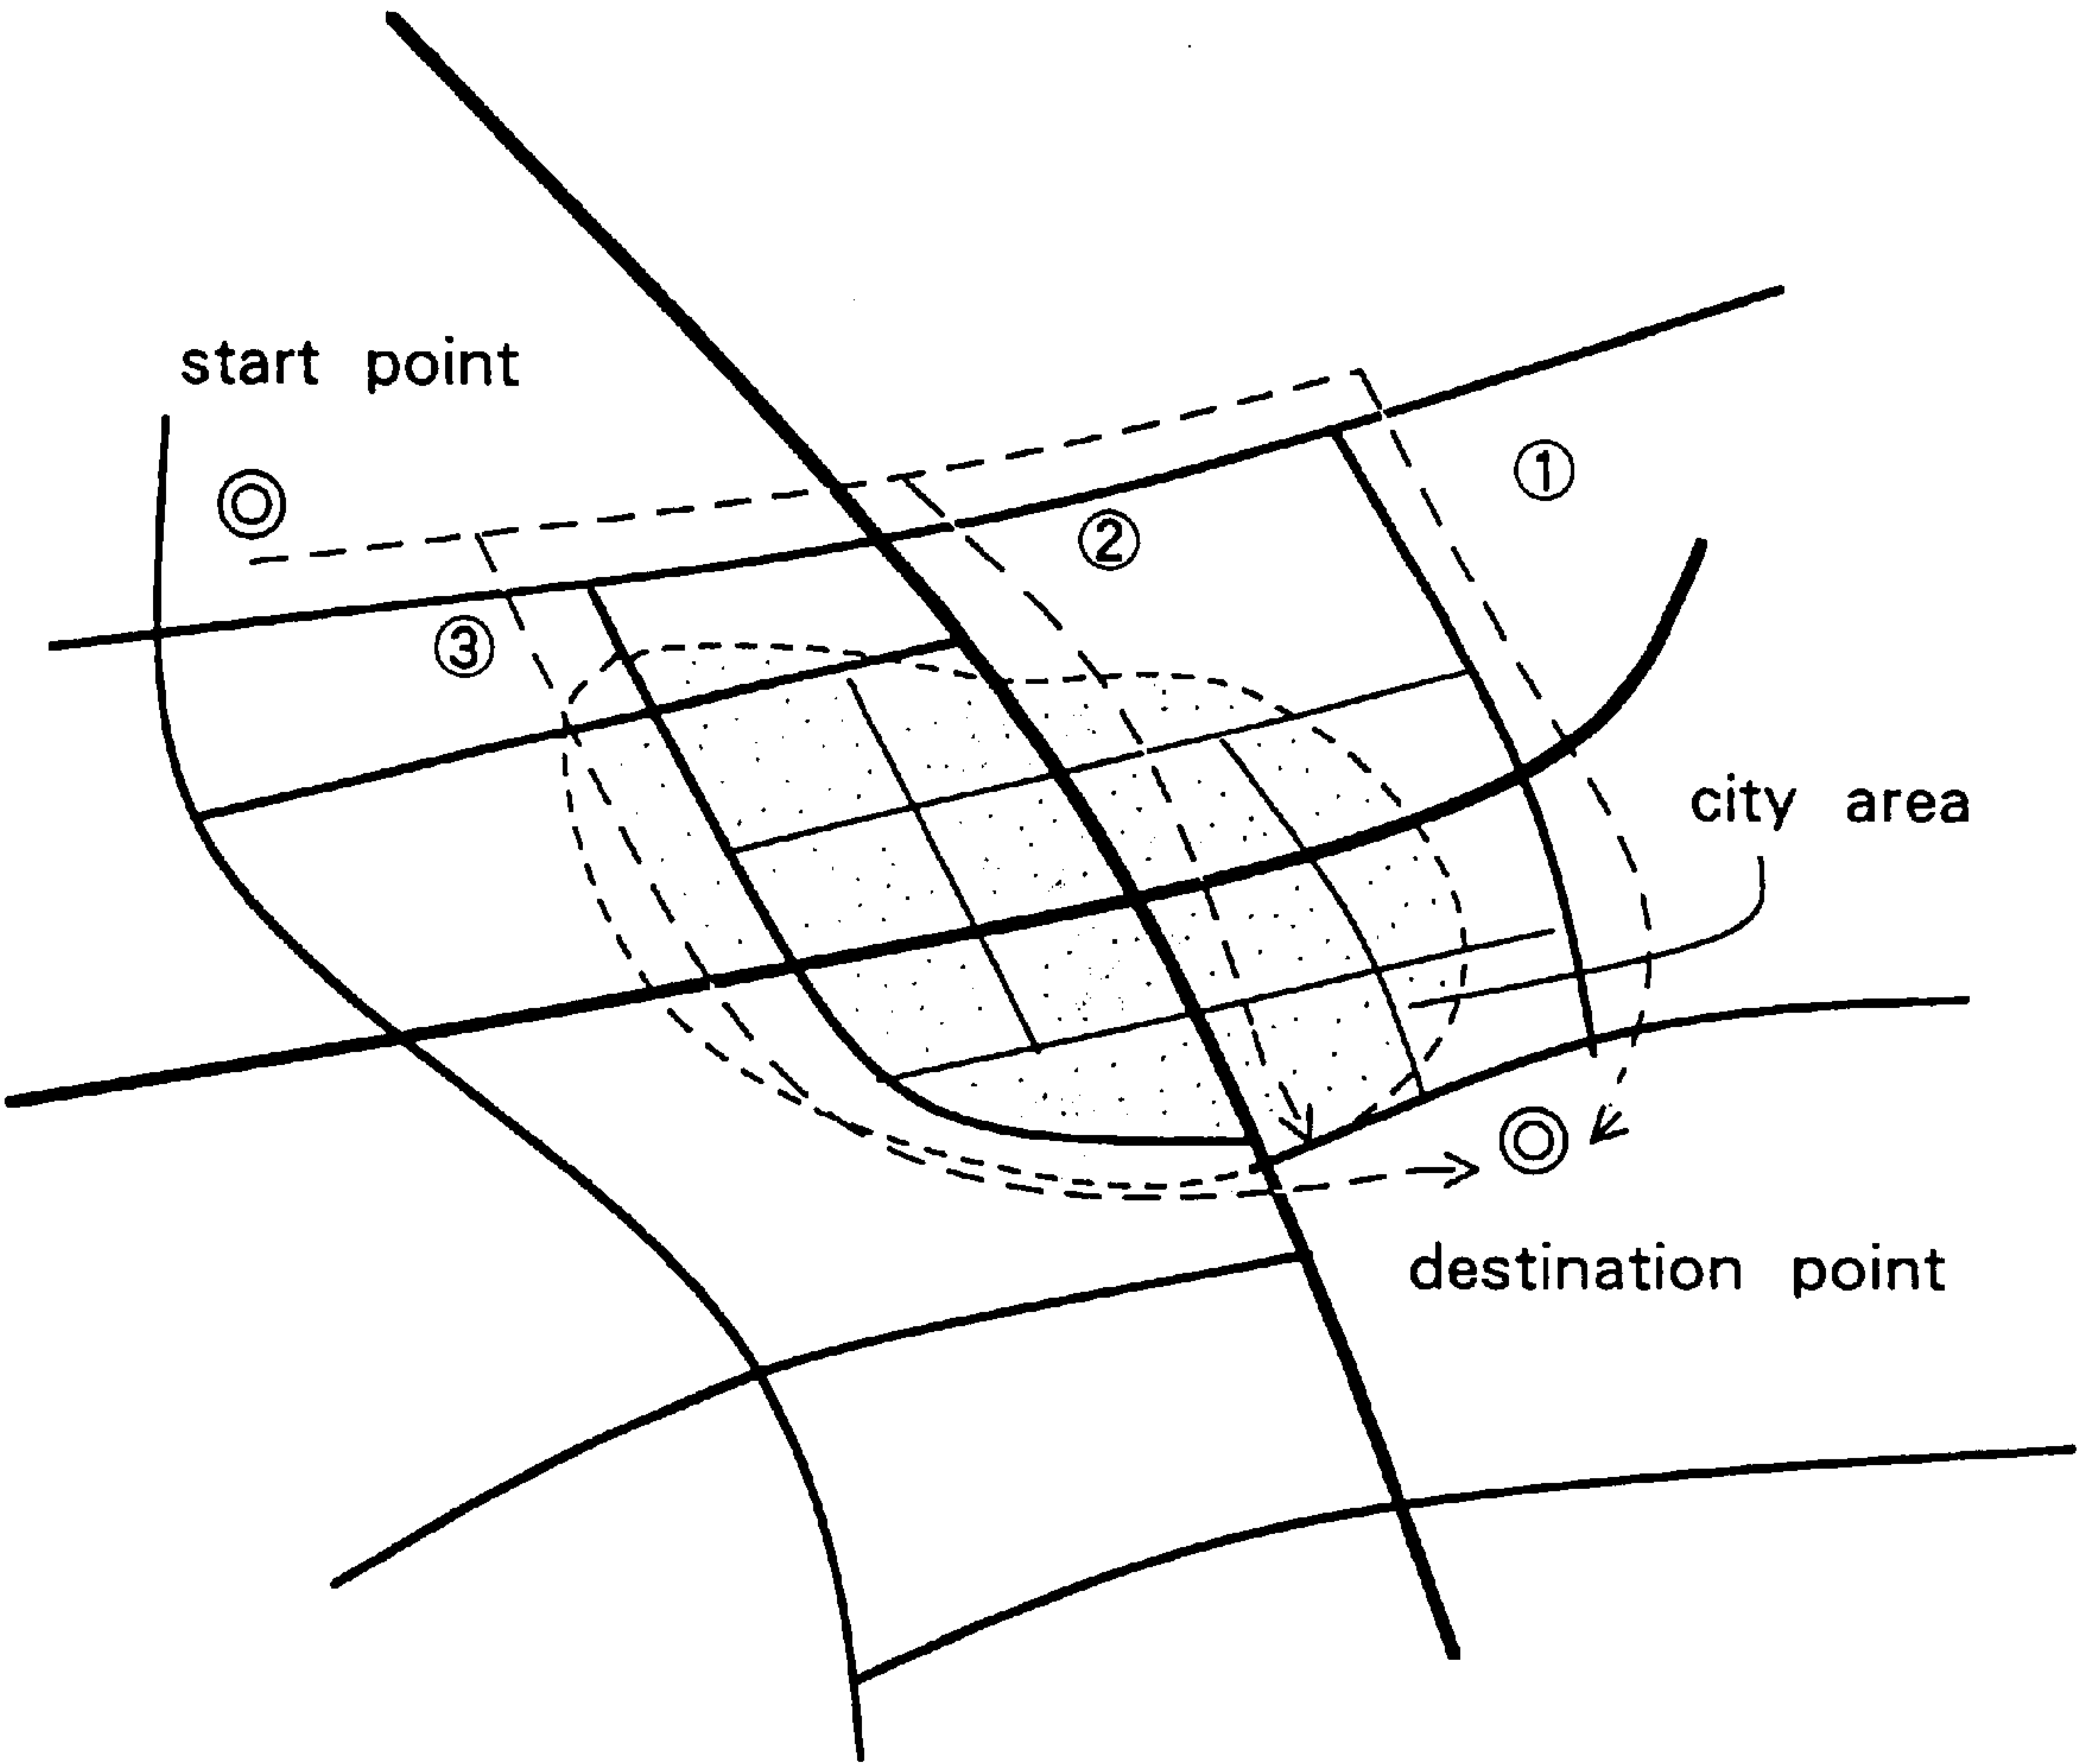 start point
①
②
③
city area
destination point